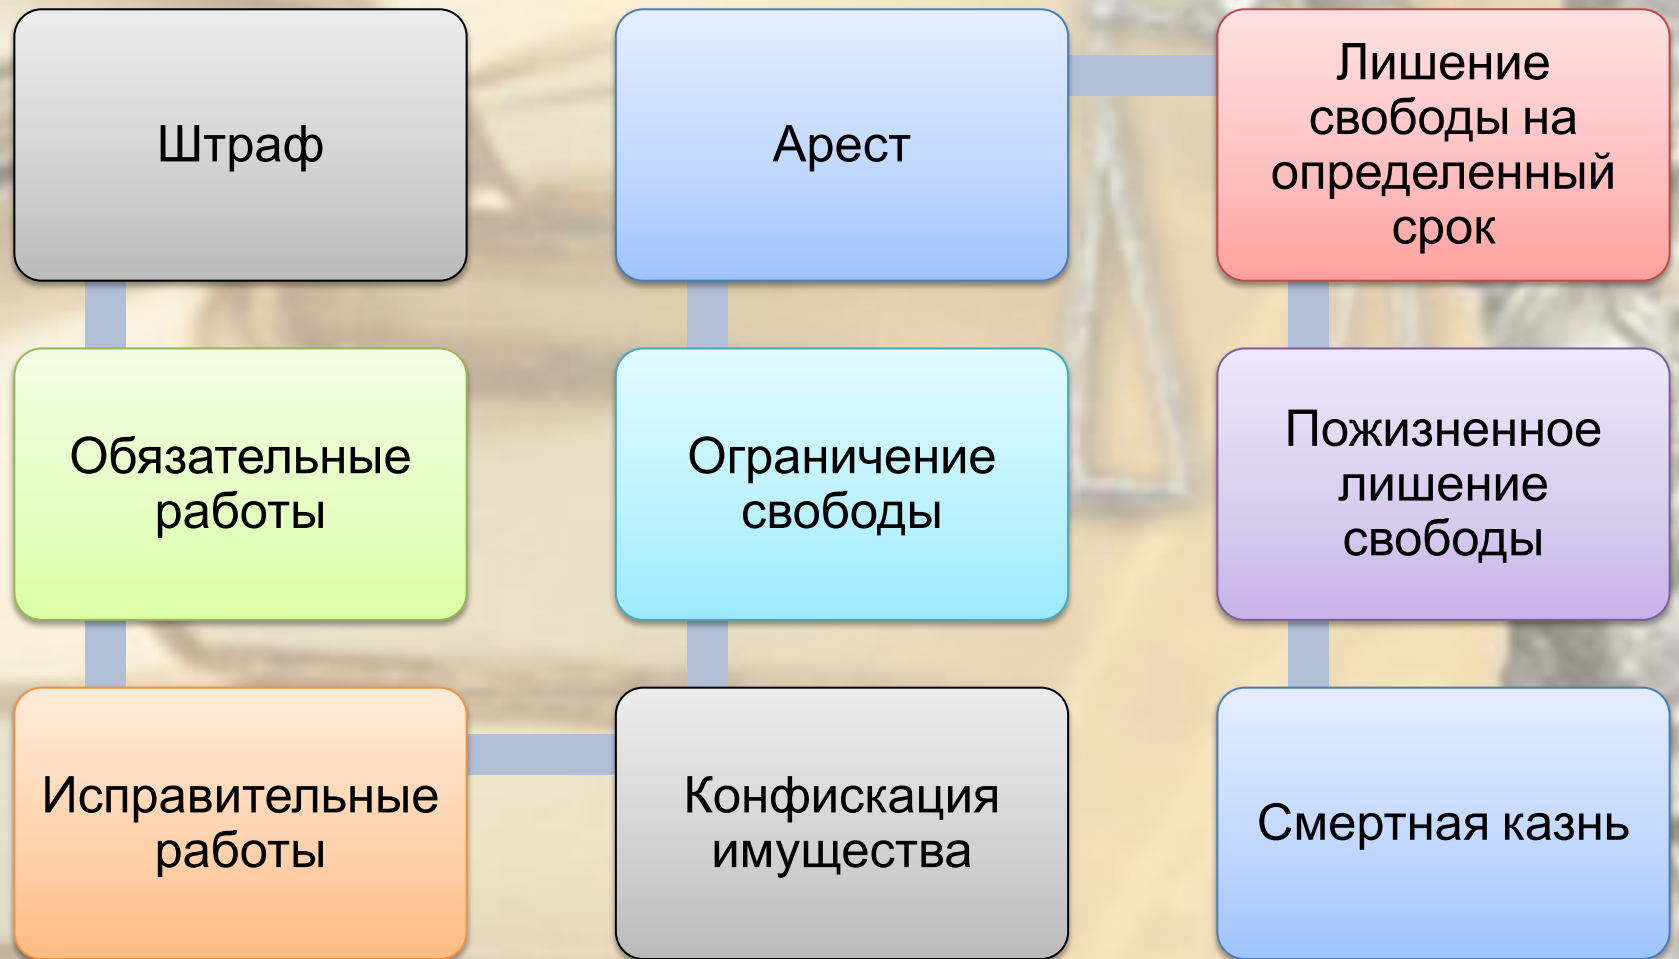 Штраф
Обязательные
работы
Исправительные
работы
Конфискация
имущества
Ограничение
свободы
Арест
Лишение
свободы на
определенный
срок
Пожизненное
лишение
свободы
Смертная казнь